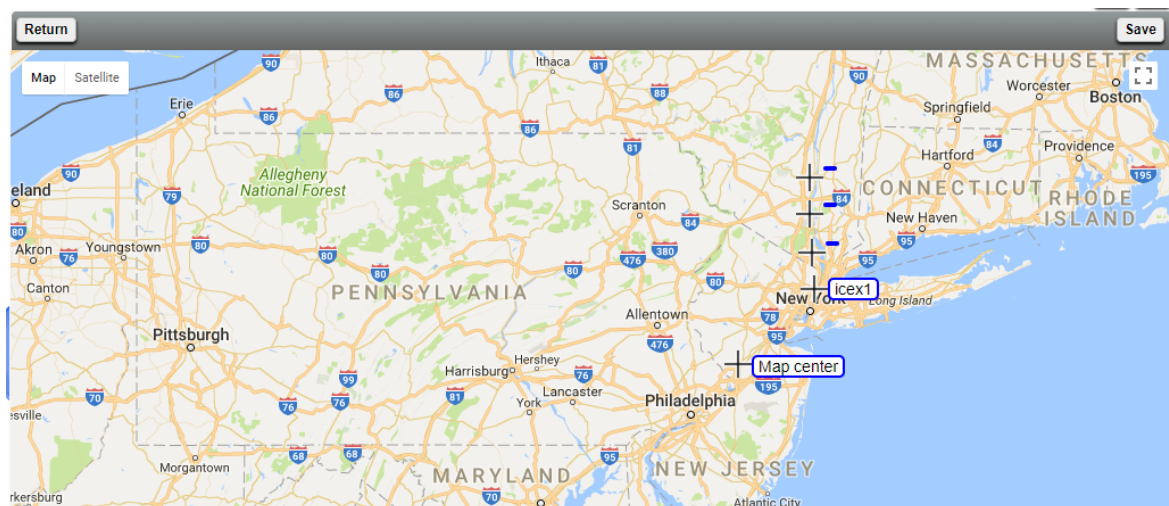 Return
Save
Map
Satellite
90
81
Ithaca
90
MASSACHUSETTS
Worcester
Boston
Erie
86
88
Springfield
86
86
81
90
Allegheny
National Forest
Hartford
84
Providence
195
eland
79
84
CONNECTICUT
RHODE
ISLAND
80
Scranton
84
New Haven
95
Akron
76
Youngstown
80
80
476
380
95
Canton
80
80
PENNSYLVANIA
icex1
New York
Long Island
Allentown
78
Pittsburgh
476
95
Hershey
Harrisburg
Map center
99
76
195
70
76
76
81
Lancaster
York
Philadelphia
esville
68
68
95
Morgantown
MARYLAND
NEW JERSEY
rkersburg
70
Atlantic City